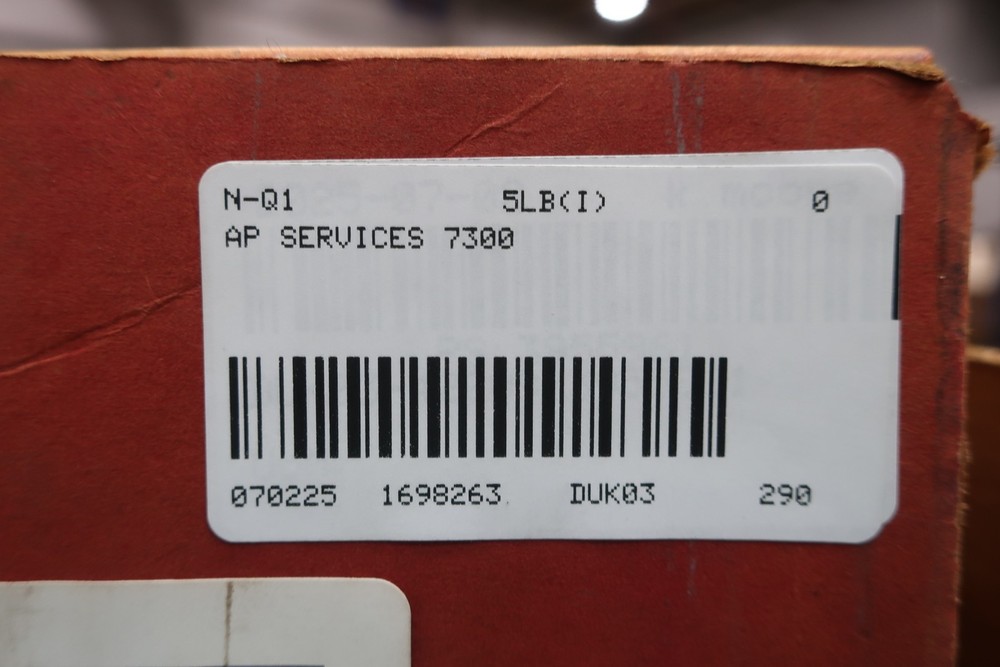 N-Q1 5LB(I) 0
AP SERVICES 7300
070225 1698263 DUK03 290